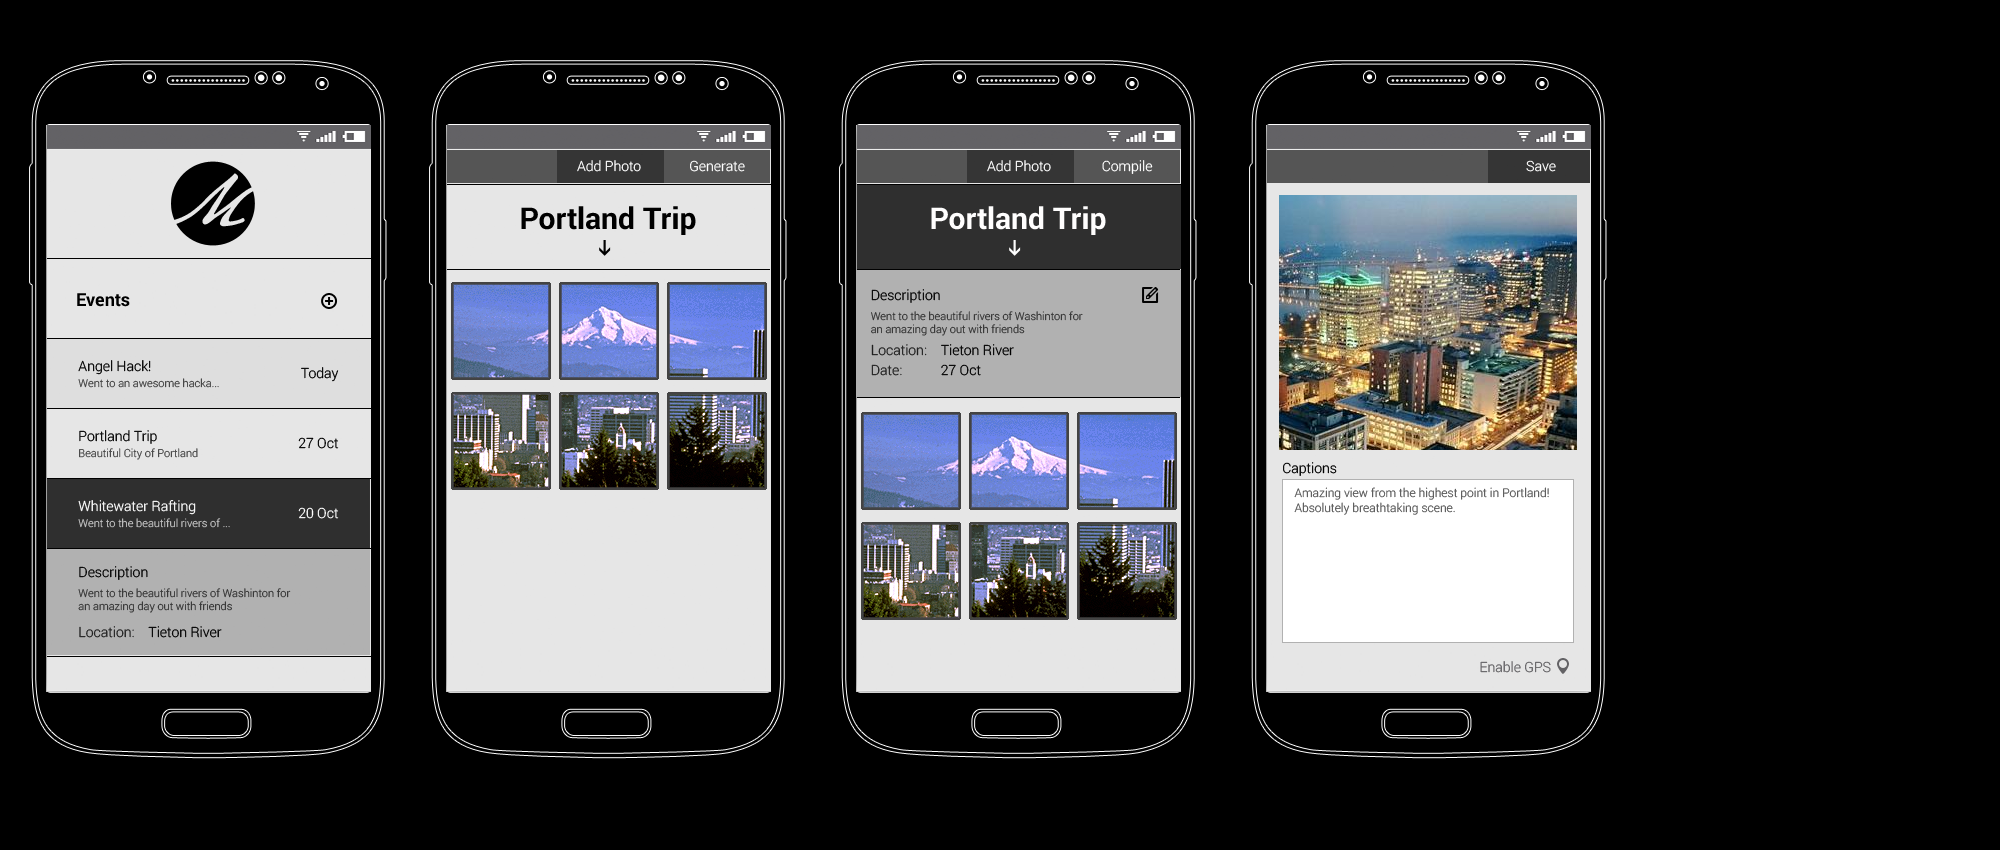 M
Events
Angel Hack!
Went to an awesome hacka...
Today
Portland Trip
Beautiful City of Portland
27 Oct
Whitewater Rafting
Went to the beautiful rivers of ...
20 Oct
Description
Went to the beautiful rivers of Washinton for
an amazing day out with friends
Location: Tieton River
Add Photo Generate
Portland Trip
Add Photo Compile
Portland Trip
Description
Went to the beautiful rivers of Washinton for
an amazing day out with friends
Location: Tieton River
Date: 27 Oct
Save
Captions
Amazing view from the highest point in Portland!
Absolutely breathtaking scene.
Enable GPS